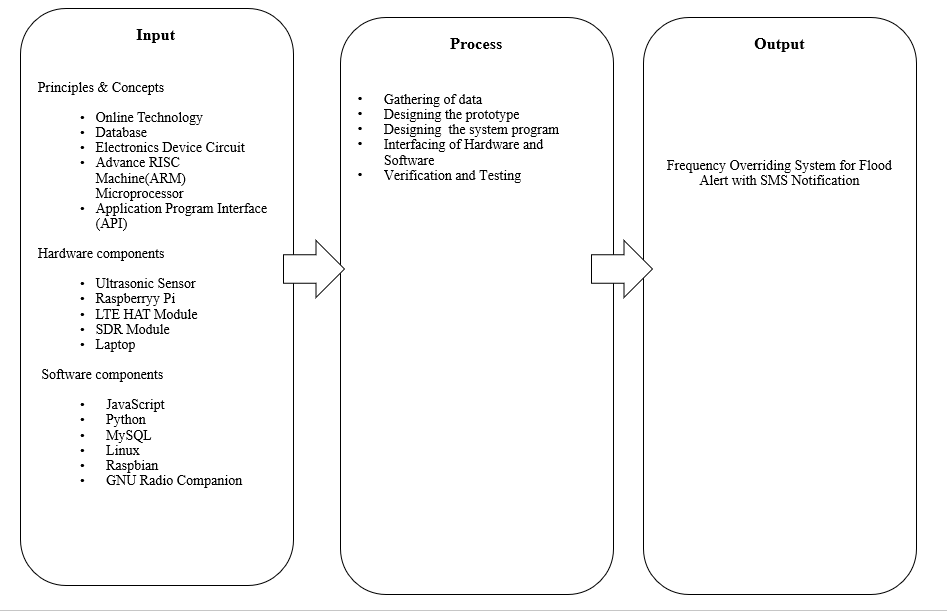 Input
Principles & Concepts
• Online Technology
• Database
• Electronics Device Circuit
• Advance RISC
Machine(ARM)
Microprocessor
• Application Program Interface
(API)
Hardware components
• Ultrasonic Sensor
• Raspberryy Pi
• LTE HAT Module
• SDR Module
• Laptop
Software components
• JavaScript
• Python
• MySQL
• Linux
• Raspbian
• GNU Radio Companion
Process
• Gathering of data
• Designing the prototype
• Designing the system program
• Interfacing of Hardware and
Software
• Verification and Testing
Output
Frequency Overriding System for Flood
Alert with SMS Notification